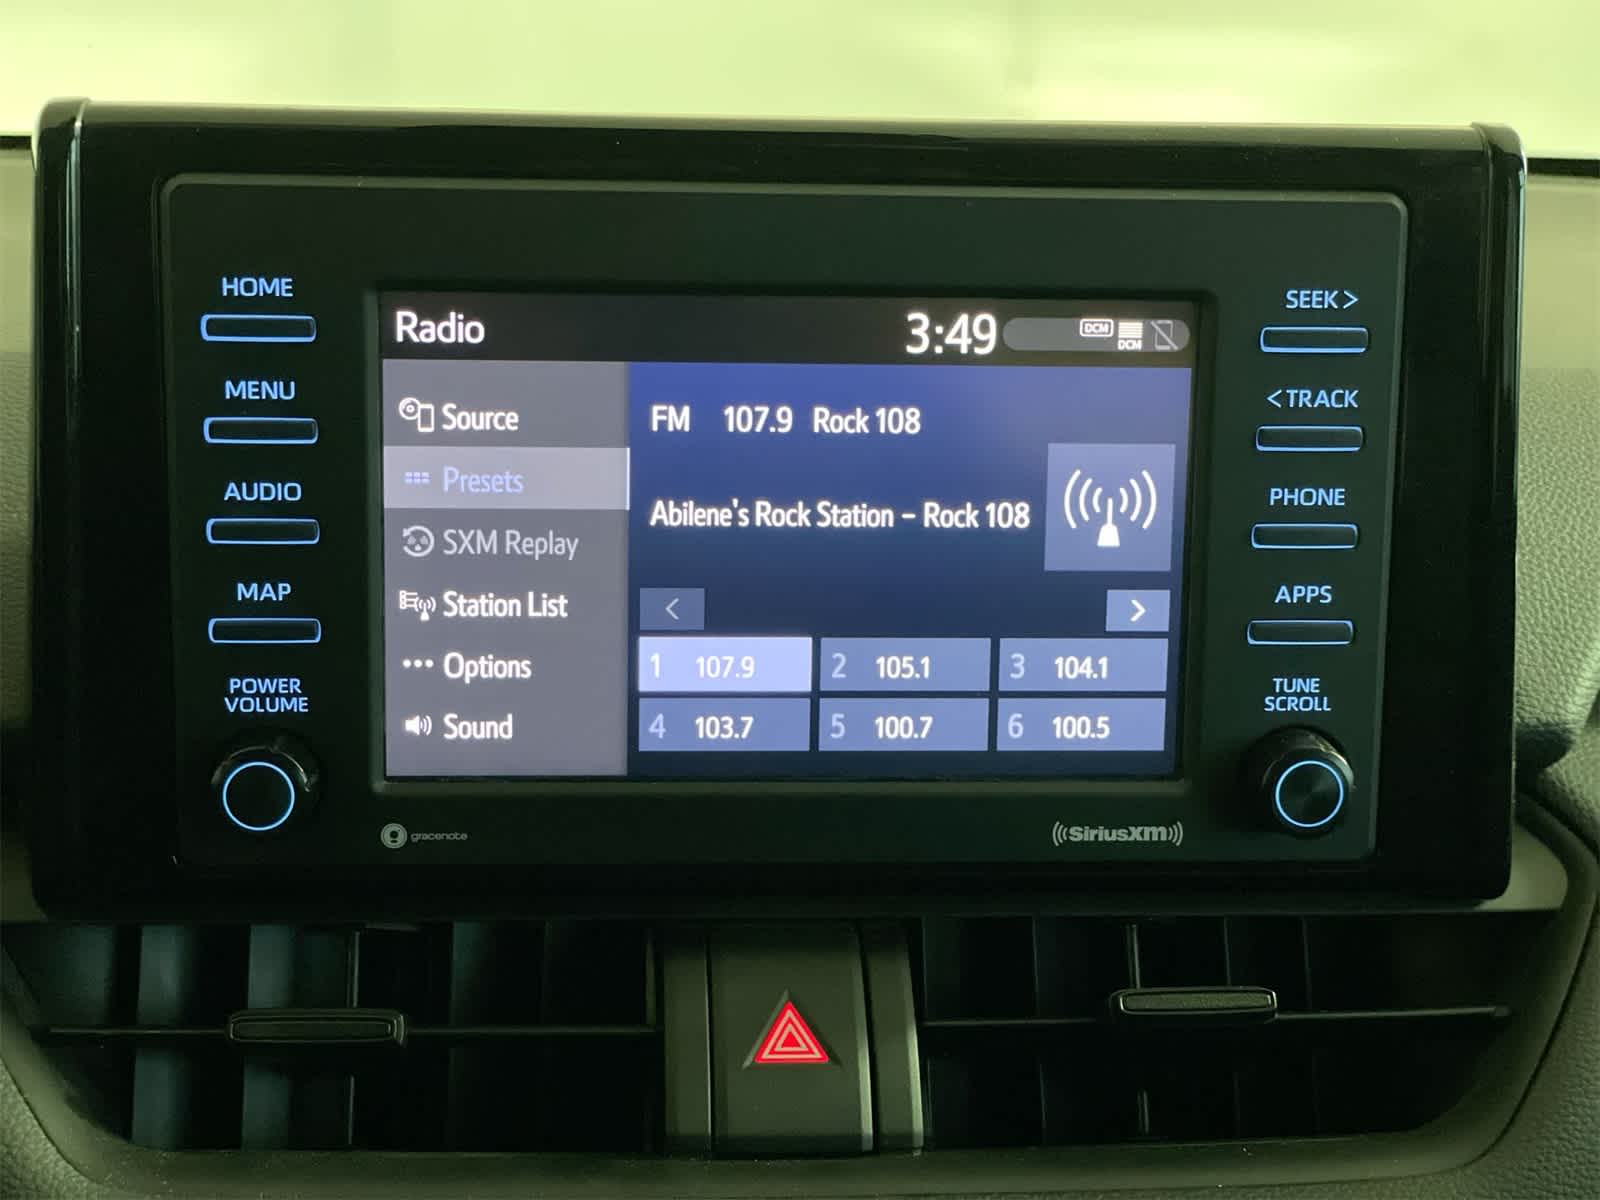 HOME
MENU
AUDIO
MAP
POWER
VOLUME
Radio
3:49
DCM
DCM
Source
Presets
SXM Replay
Station List
Options
Sound
FM 107.9 Rock 108
Abilene's Rock Station - Rock 108
<
>
1 107.9
2 105.1
3 104.1
4 103.7
5 100.7
6 100.5
SEEK >
< TRACK
PHONE
APPS
TUNE
SCROLL
gracenote
((SiriusXM))